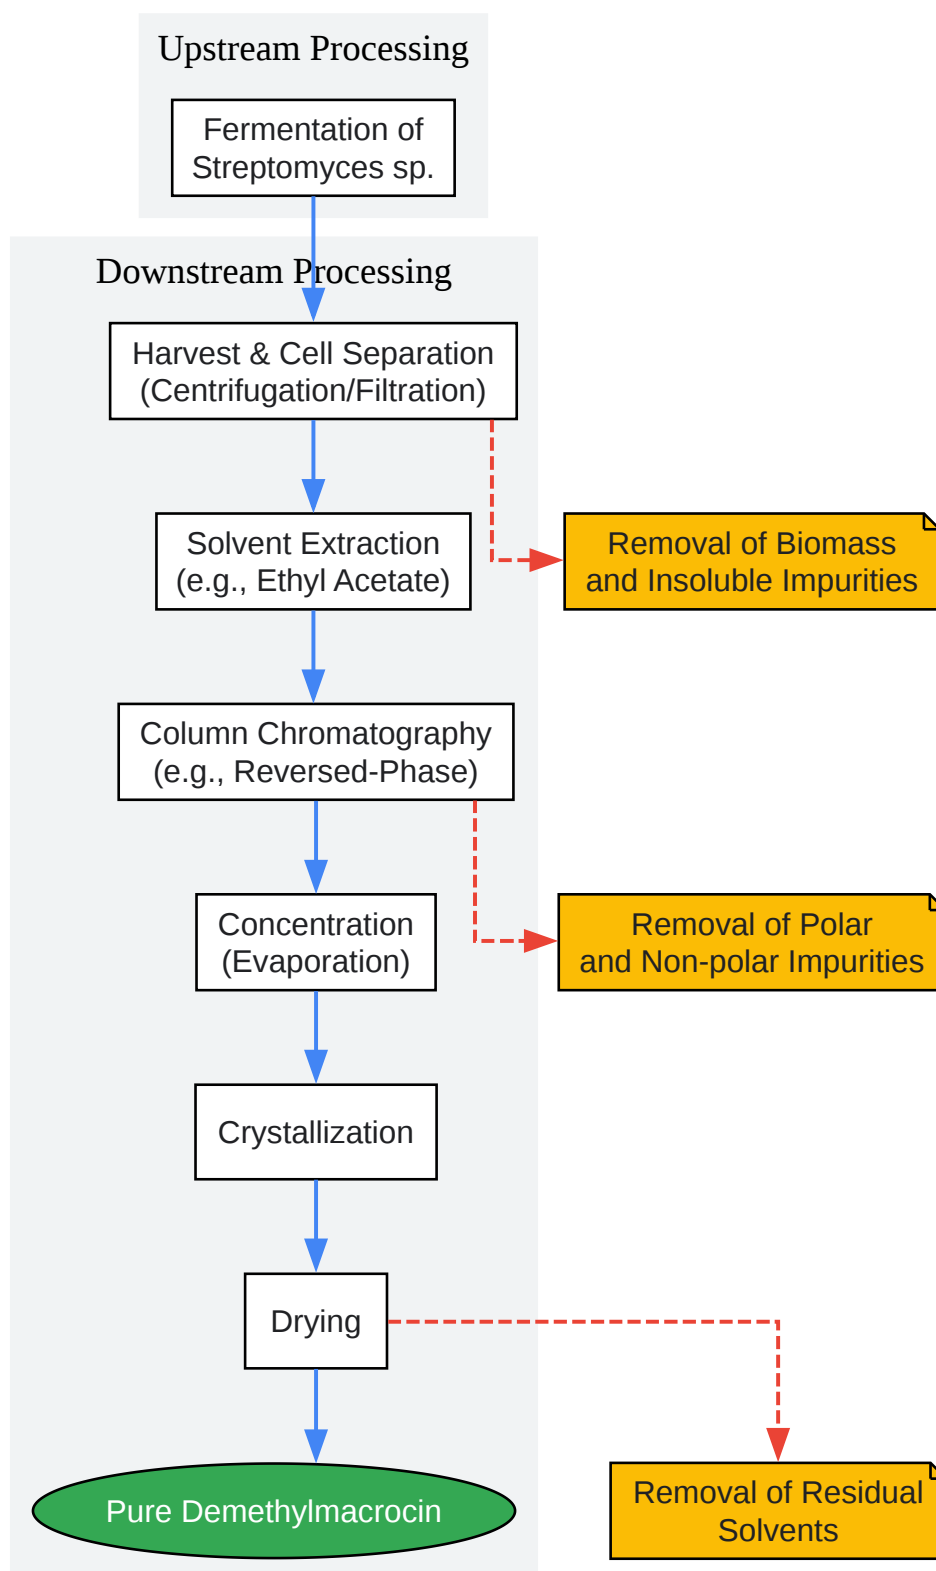 Upstream Processing
Fermentation of
Streptomyces sp.
Downstream Processing
Harvest & Cell Separation
(Centrifugation/Filtration)
Solvent Extraction
(e.g., Ethyl Acetate)
Removal of Biomass
and Insoluble Impurities
Column Chromatography
(e.g., Reversed-Phase)
Concentration
(Evaporation)
Removal of Polar
and Non-polar Impurities
Crystallization
Drying
Pure Demethylmacrocin
Removal of Residual
Solvents